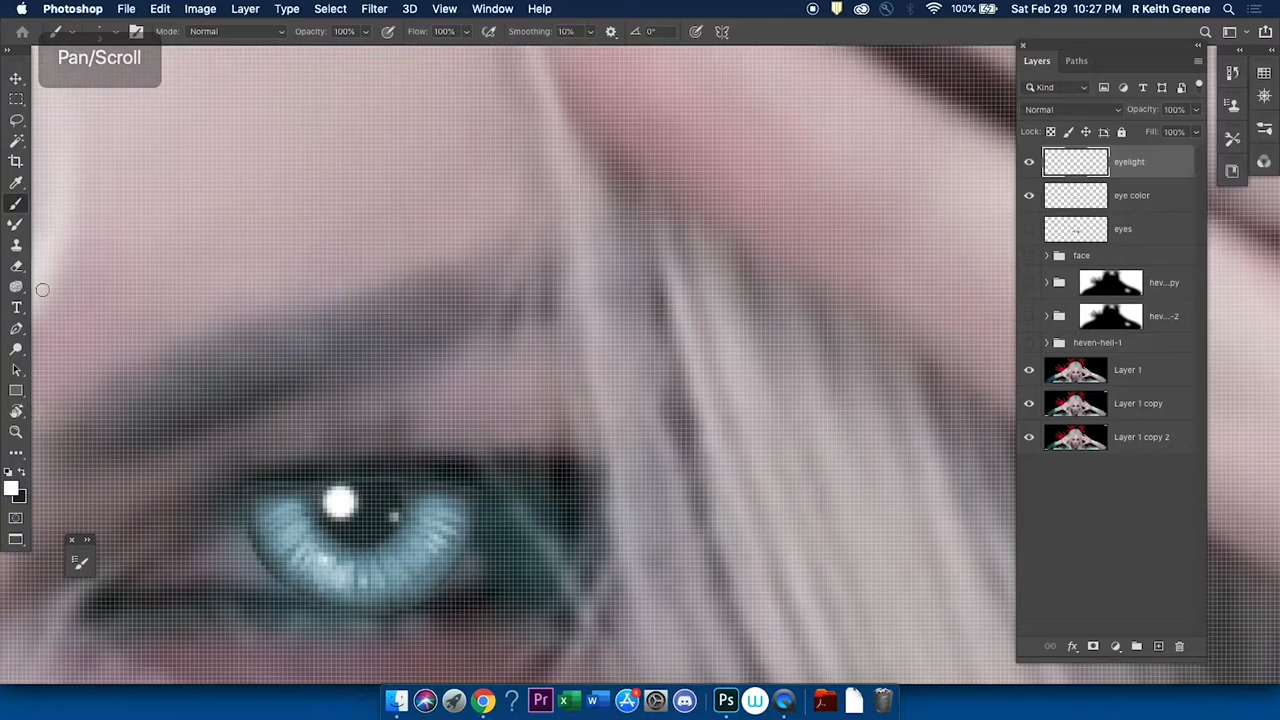 Photoshop File Edit Image Layer Type Select Filter 3D View Window Help 100% Sat Feb 29 10:27 PM R Keith Greene
Mode: Normal Opacity: 100% Flow: 100% Smoothing: 10% 0°
Pan/Scroll
Layers Paths
Kind
Normal Opacity: 100%
Lock: Fill: 100%
eyelight
eye color
eyes
face
hev...py
hev...-2
heven-hell-1
Layer 1
Layer 1 copy
Layer 1 copy 2
fx
Pr W Ps W